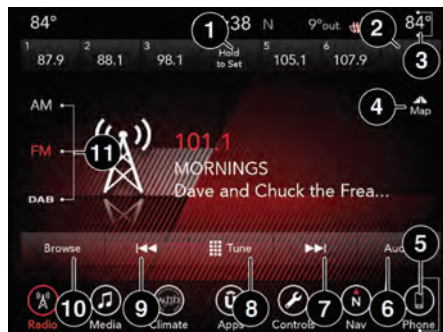 84° 1 :38 N 9°out. 2 84°
3
1 87.9 2 88.1 3 98.1 Hold to Set 5 105.1 6 107.9
AM
4 Map
FM 11
101.1
MORNINGS
DAB
Dave and Chuck the Frea...
5
Browse Tune Aud
10 9 8 7 6
Radio Media Climate Apps Controls Nav Phone
AUTO
N